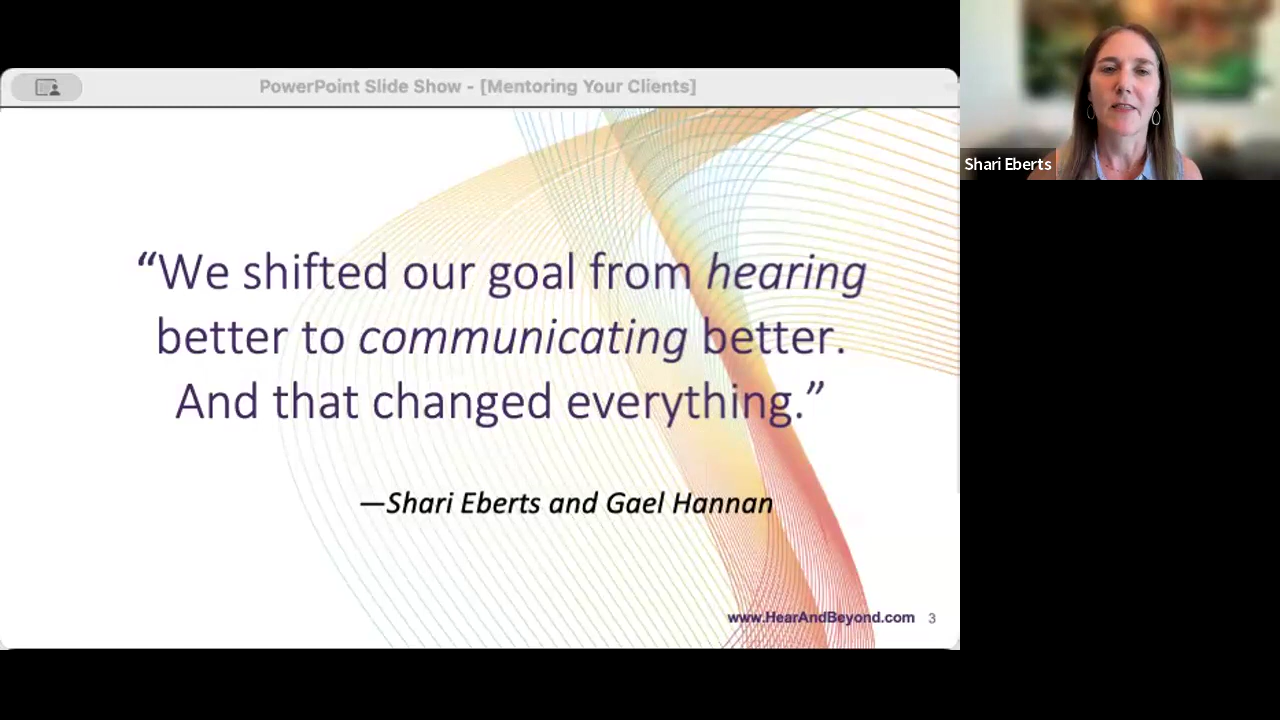 PowerPoint Slide Show - [Mentoring Your Clients]
“We shifted our goal from hearing
better to communicating better.
And that changed everything.”
—Shari Eberts and Gael Hannan
www.HearAndBeyond.com 3
Shari Eberts